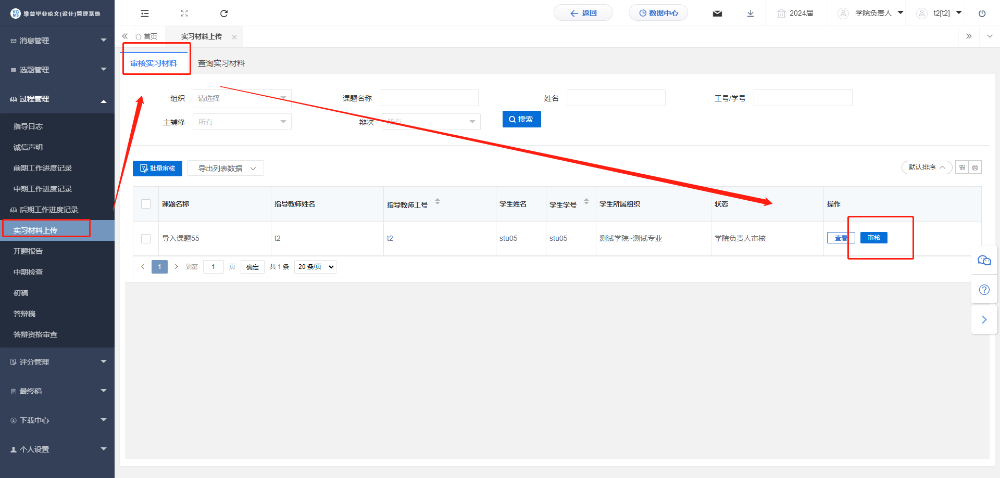 VG
MS
维普毕业论文(设计)管理系统
返回
数据中心
2024届
学院负责人
t2[t2]
首页
实习材料上传
消息管理
选题管理
过程管理
指导日志
诚信声明
前期工作进度记录
中期工作进度记录
后期工作进度记录
实习材料上传
开题报告
中期检查
初稿
答辩稿
答辩资格审查
评分管理
最终稿
下载中心
个人设置
审核实习材料
查询实习材料
组织
请选择
课题名称
姓名
工号/学号
主辅修
所有
辩次
所有
搜索
批量审核
导出列表数据
默认排序
课题名称
指导教师姓名
指导教师工号
学生姓名
学生学号
学生所属组织
状态
操作
导入课题55
t2
t2
stu05
stu05
测试学院~测试专业
学院负责人审核
查看
审核
1
到第
1
页
确定
共 1 条
20 条/页